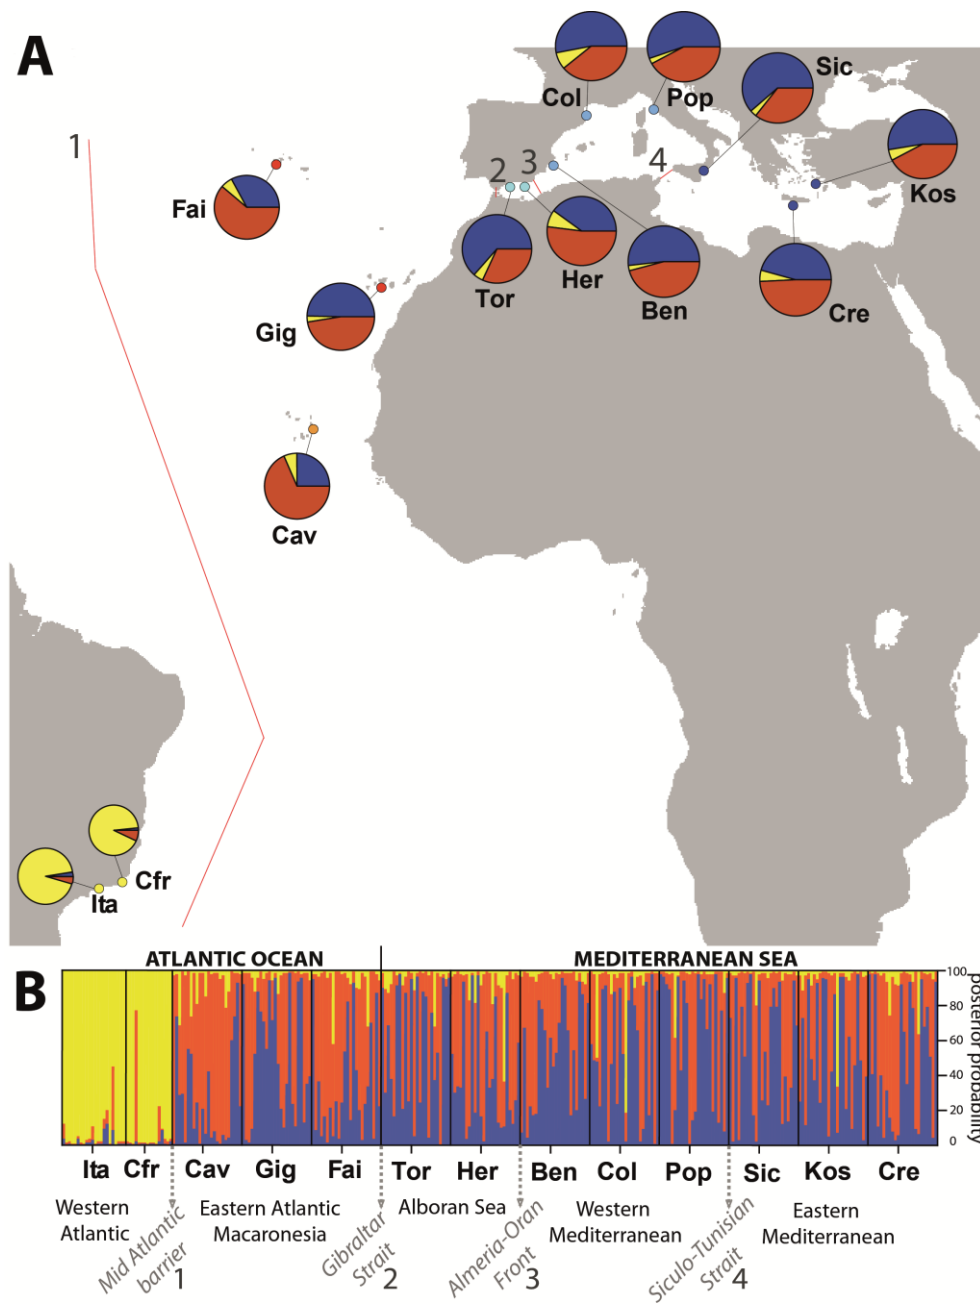 A
Col
Pop
Sic
1
2
3
4
Kos
Fai
Tor
Her
Ben
Cre
Gig
Cav
Cfr
Ita
ATLANTIC OCEAN
MEDITERRANEAN SEA
B
100
80
60
40
20
0
posterior probability
Ita Cfr Cav Gig Fai Tor Her Ben Col Pop Sic Kos Cre
Western
Atlantic
Eastern Atlantic
Macaronesia
Alboran Sea
Western
Mediterranean
Eastern
Mediterranean
Mid Atlantic
barrier
1
Gibraltar
Strait
2
Almeria-Oran
Front
3
Siculo-Tunisian
Strait
4